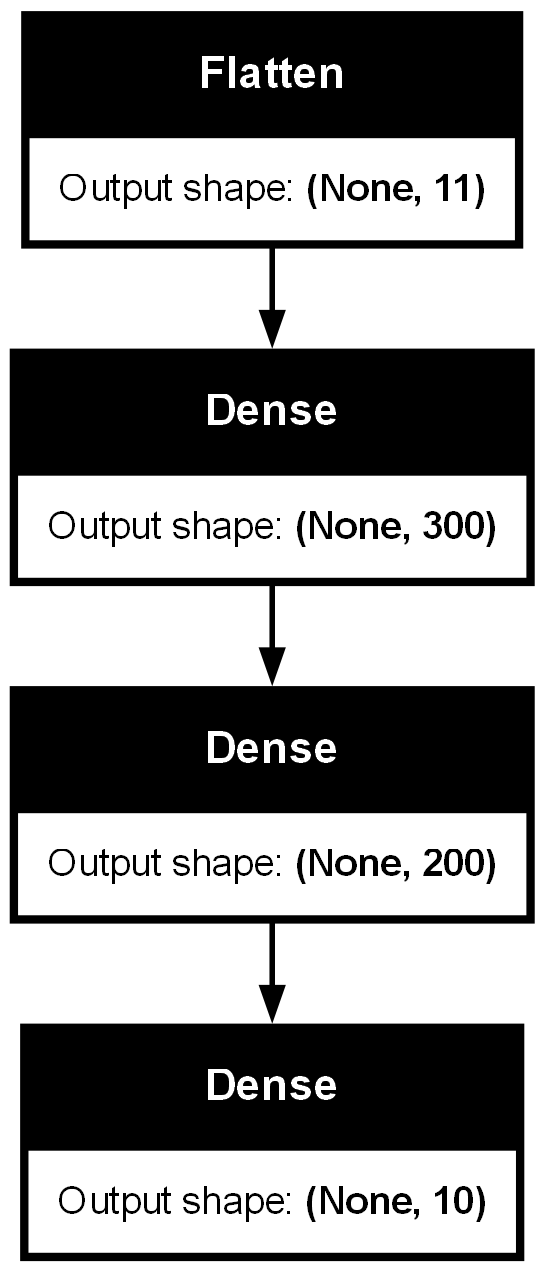 Flatten
Output shape: (None, 11)
Dense
Output shape: (None, 300)
Dense
Output shape: (None, 200)
Dense
Output shape: (None, 10)